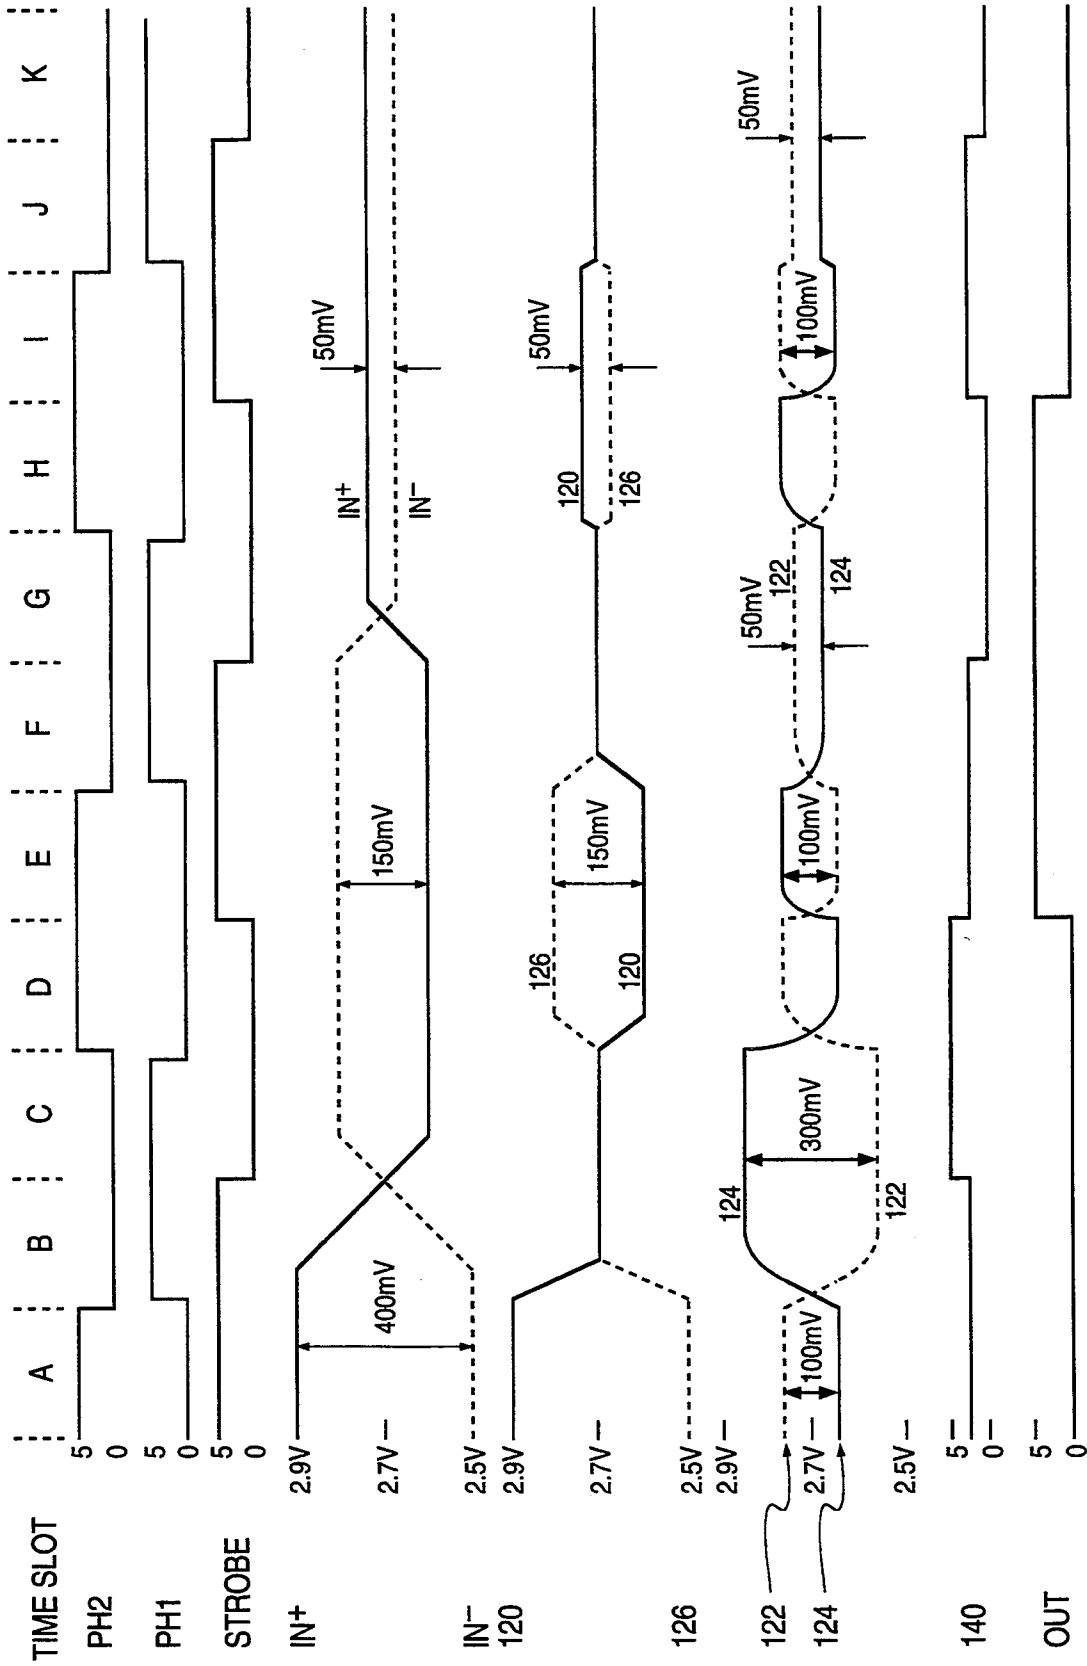 TIME SLOT A B C D E F G H I J K
PH2 5 0
PH1 5 0
STROBE 5 0
IN+ 2.9V
2.7V
IN− 2.5V
400mV
150mV
IN+
IN−
50mV
120 2.9V
2.7V
126 2.5V
126
120
150mV
120
126
50mV
2.9V
122
2.7V
124
2.5V
100mV
124
122
300mV
100mV
50mV
122
124
100mV
50mV
140 5 0
OUT 5 0